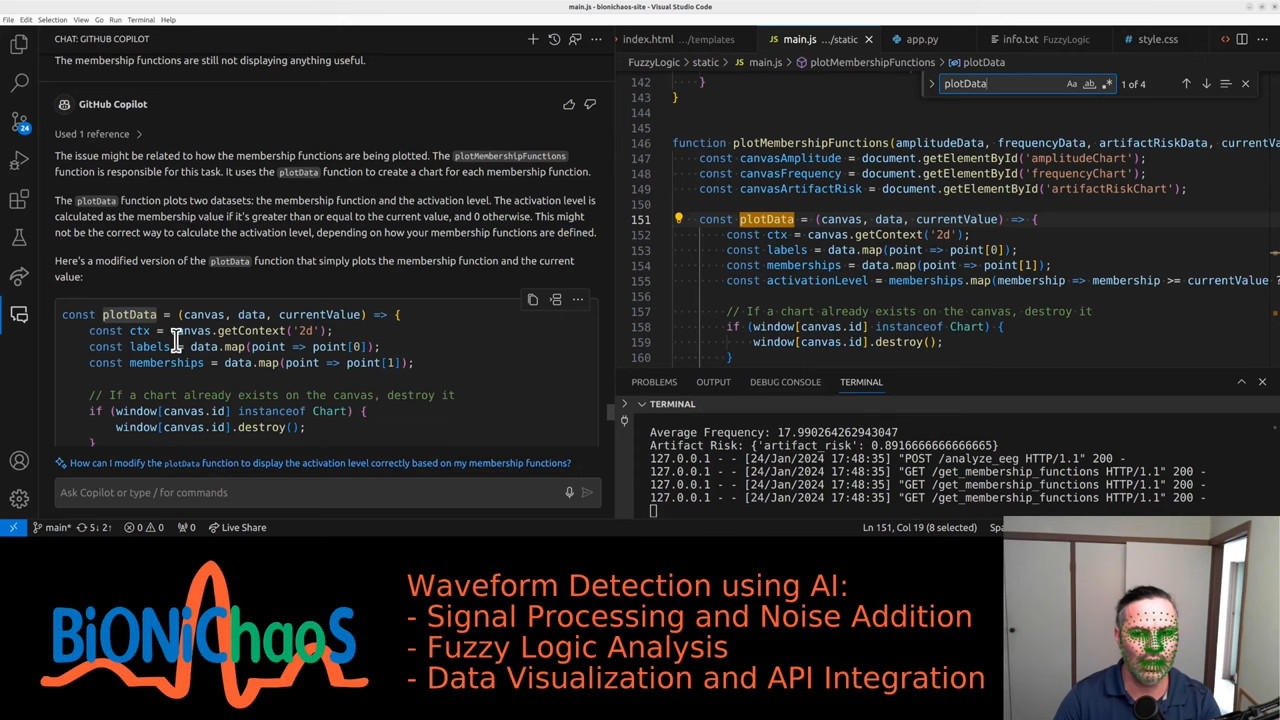 main.js - bionichaos-site - Visual Studio Code
File Edit Selection View Go Run Terminal Help
CHAT: GITHUB COPILOT
The membership functions are still not displaying anything useful.
GitHub Copilot
Used 1 reference
The issue might be related to how the membership functions are being plotted. The plotMembershipFunctions
function is responsible for this task. It uses the plotData function to create a chart for each membership function.
The plotData function plots two datasets: the membership function and the activation level. The activation level is
calculated as the membership value if it's greater than or equal to the current value, and 0 otherwise. This might
not be the correct way to calculate the activation level, depending on how your membership functions are defined.
Here's a modified version of the plotData function that simply plots the membership function and the current
value:
const plotData = (canvas, data, currentValue) => {
const ctx = canvas.getContext('2d');
const labels = data.map(point => point[0]);
const memberships = data.map(point => point[1]);
// If a chart already exists on the canvas, destroy it
if (window[canvas.id] instanceof Chart) {
window[canvas.id].destroy();
}
How can I modify the plotData function to display the activation level correctly based on my membership functions?
Ask Copilot or type / for commands
24
index.html .../templates
JS main.js .../static
app.py
info.txt FuzzyLogic
style.css
FuzzyLogic > static > JS main.js > plotMembershipFunctions > plotData
plotData
Aa ab .*
1 of 4
142 }
143 }
144
145
146 function plotMembershipFunctions(amplitudeData, frequencyData, artifactRiskData, currentVa
147 const canvasAmplitude = document.getElementById('amplitudeChart');
148 const canvasFrequency = document.getElementById('frequencyChart');
149 const canvasArtifactRisk = document.getElementById('artifactRiskChart');
150
151 const plotData = (canvas, data, currentValue) => {
152 const ctx = canvas.getContext('2d');
153 const labels = data.map(point => point[0]);
154 const memberships = data.map(point => point[1]);
155 const activationLevel = memberships.map(membership => membership >= currentValue ?
156
157 // If a chart already exists on the canvas, destroy it
158 if (window[canvas.id] instanceof Chart) {
159 window[canvas.id].destroy();
160 }
PROBLEMS OUTPUT DEBUG CONSOLE TERMINAL
TERMINAL
Average Frequency: 17.990264262943047
Artifact Risk: {'artifact_risk': 0.8916666666666665}
127.0.0.1 - - [24/Jan/2024 17:48:35] "POST /analyze_eeg HTTP/1.1" 200 -
127.0.0.1 - - [24/Jan/2024 17:48:35] "GET /get_membership_functions HTTP/1.1" 200 -
127.0.0.1 - - [24/Jan/2024 17:48:35] "GET /get_membership_functions HTTP/1.1" 200 -
127.0.0.1 - - [24/Jan/2024 17:48:35] "GET /get_membership_functions HTTP/1.1" 200 -
main* 5↓ 2↑ 0 0 0 Live Share
Ln 151, Col 19 (8 selected) Spa
BiONiChaoS
Waveform Detection using AI:
- Signal Processing and Noise Addition
- Fuzzy Logic Analysis
- Data Visualization and API Integration